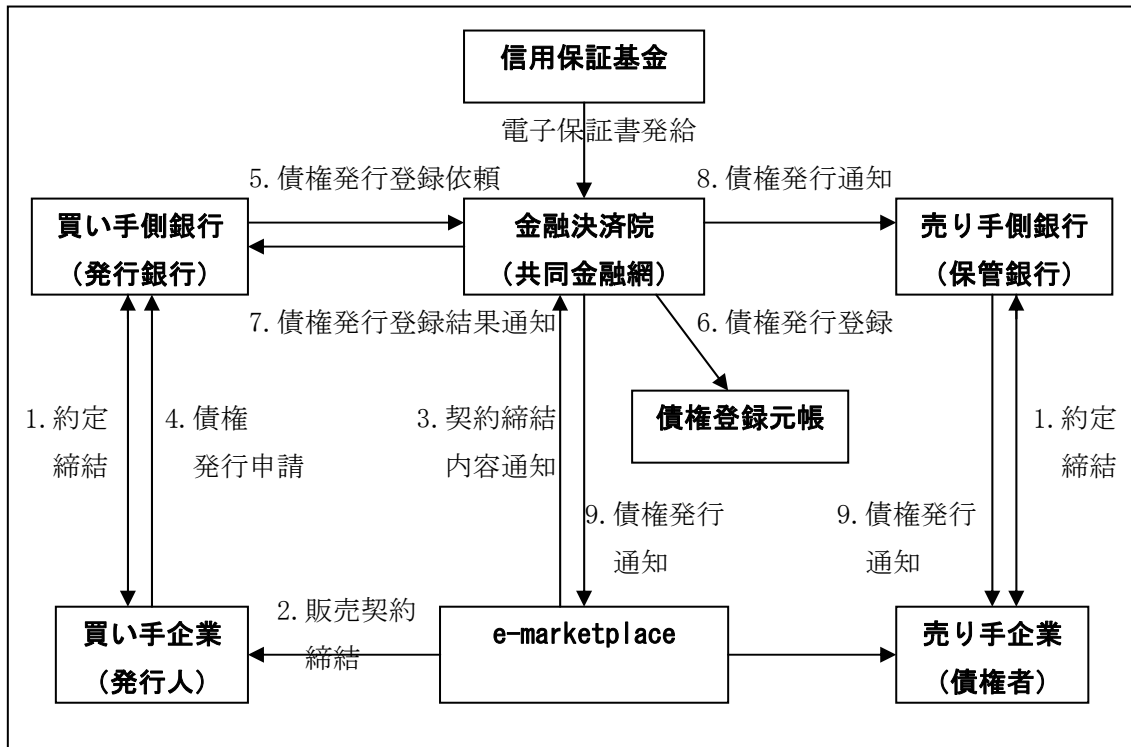 信用保証基金
電子保証書発給
5.債権発行登録依頼
8.債権発行通知
買い手側銀行
(発行銀行)
金融決済院
(共同金融網)
売り手側銀行
(保管銀行)
7.債権発行登録結果通知
6.債権発行登録
債権登録元帳
1.約定
締結
4.債権
発行申請
3.契約締結
内容通知
1.約定
締結
9.債権発行
通知
9.債権発行
通知
2.販売契約
締結
買い手企業
(発行人)
e-marketplace
売り手企業
(債権者)